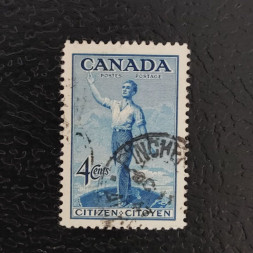 CANADA
POSTES POSTAGE
4 Cents
CITIZEN CITOYEN